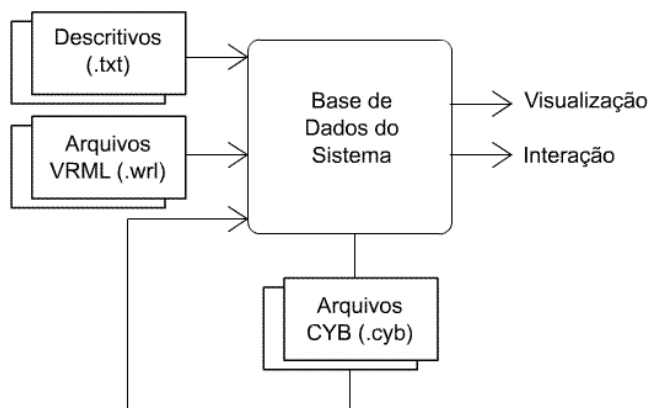 Descritivos
(.txt)
Base de
Dados do
Sistema
Visualização
Arquivos
VRML (.wrl)
Interação
Arquivos
CYB (.cyb)